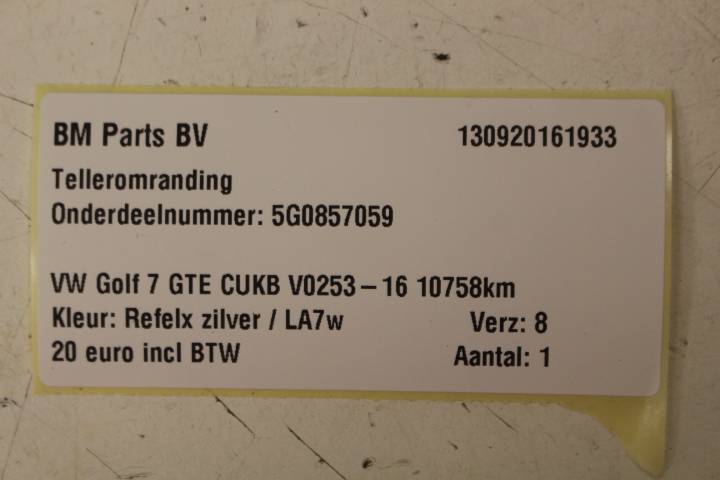 BM Parts BV 130920161933
Telleromranding
Onderdeelnummer: 5G0857059
VW Golf 7 GTE CUKB V0253-16 10758km
Kleur: Refelx zilver / LA7w Verz: 8
20 euro incl BTW Aantal: 1